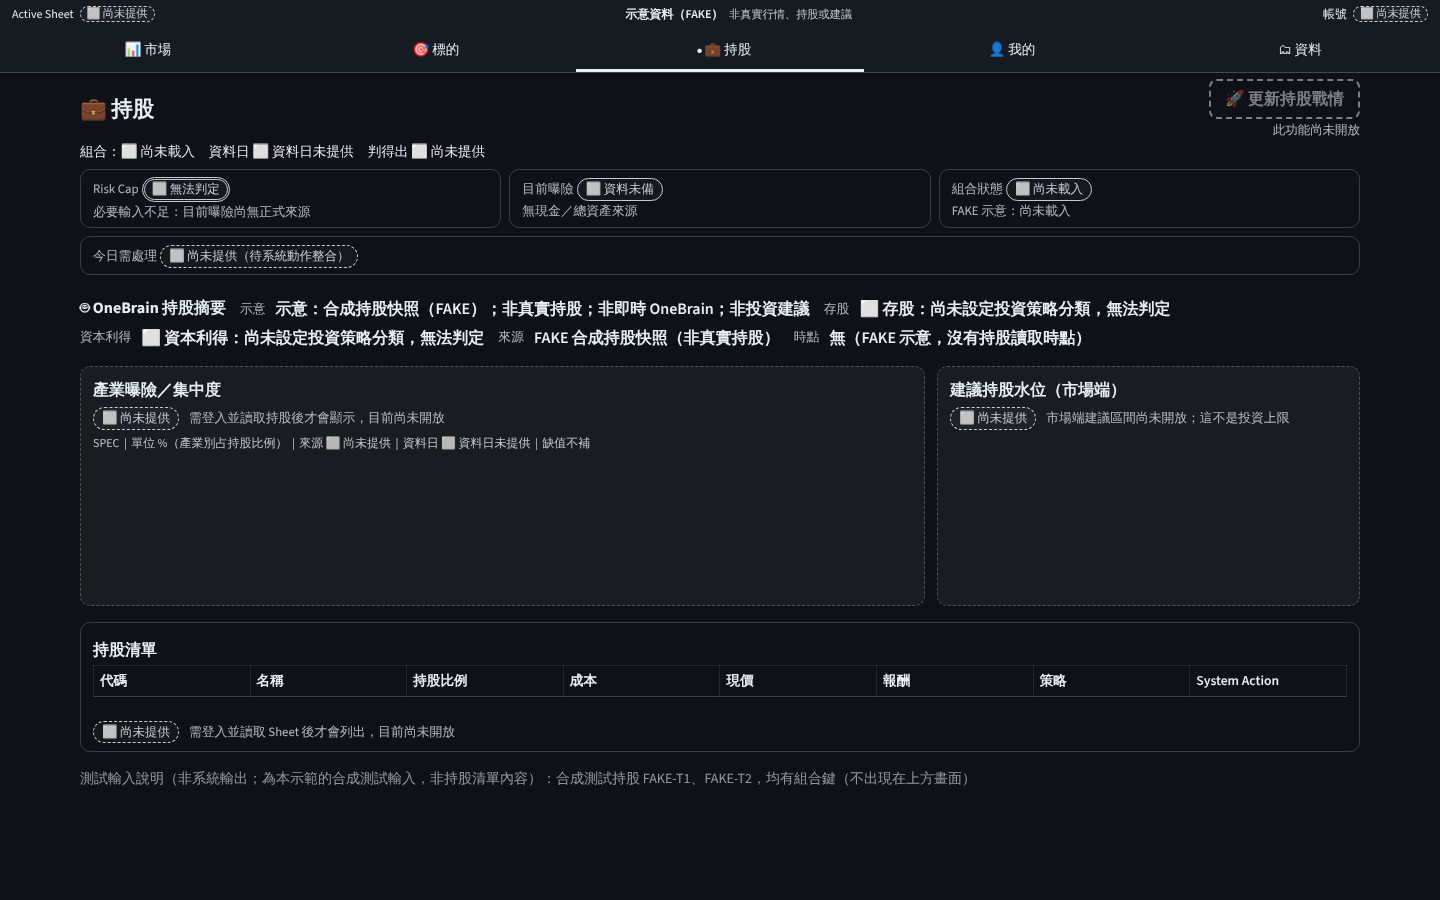 Active Sheet ⬜ 尚未提供 示意資料（FAKE） 非真實行情、持股或建議 帳號 ⬜ 尚未提供
📊 市場 🎯 標的 • 💼 持股 👤 我的 🗂 資料
💼 持股 🚀 更新持股戰情
此功能尚未開放
組合：⬜ 尚未載入 資料日 ⬜ 資料日未提供 判得出 ⬜ 尚未提供
Risk Cap ⬜ 無法判定
必要輸入不足：目前曝險尚無正式來源
目前曝險 ⬜ 資料未備
無現金／總資產來源
組合狀態 ⬜ 尚未載入
FAKE 示意：尚未載入
今日需處理 ⬜ 尚未提供（待系統動作整合）
OneBrain 持股摘要 示意 示意：合成持股快照（FAKE）；非真實持股；非即時 OneBrain；非投資建議 存股 ⬜ 存股：尚未設定投資策略分類，無法判定
資本利得 ⬜ 資本利得：尚未設定投資策略分類，無法判定 來源 FAKE 合成持股快照（非真實持股） 時點 無（FAKE 示意，沒有持股讀取時點）
產業曝險／集中度
⬜ 尚未提供 需登入並讀取持股後才會顯示，目前尚未開放
SPEC｜單位 %（產業別占持股比例）｜來源 ⬜ 尚未提供｜資料日 ⬜ 資料日未提供｜缺值不補
建議持股水位（市場端）
⬜ 尚未提供 市場端建議區間尚未開放；這不是投資上限
持股清單
代碼 名稱 持股比例 成本 現價 報酬 策略 System Action
⬜ 尚未提供 需登入並讀取 Sheet 後才會列出，目前尚未開放
測試輸入說明（非系統輸出；為本示範的合成測試輸入，非持股清單內容）：合成測試持股 FAKE-T1、FAKE-T2，均有組合鍵（不出現在上方畫面）